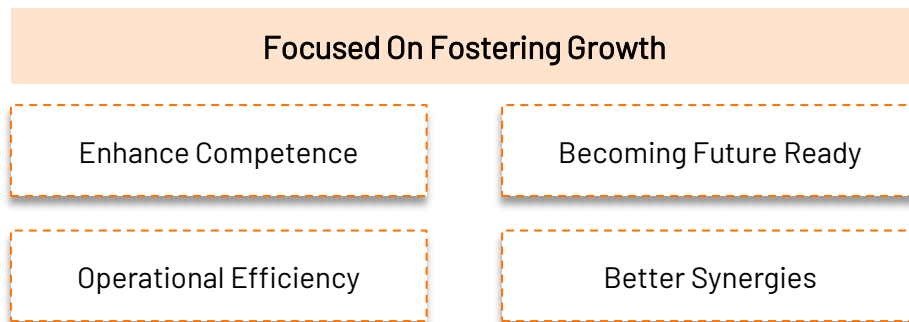 Focused On Fostering Growth
Enhance Competence
Becoming Future Ready
Operational Efficiency
Better Synergies